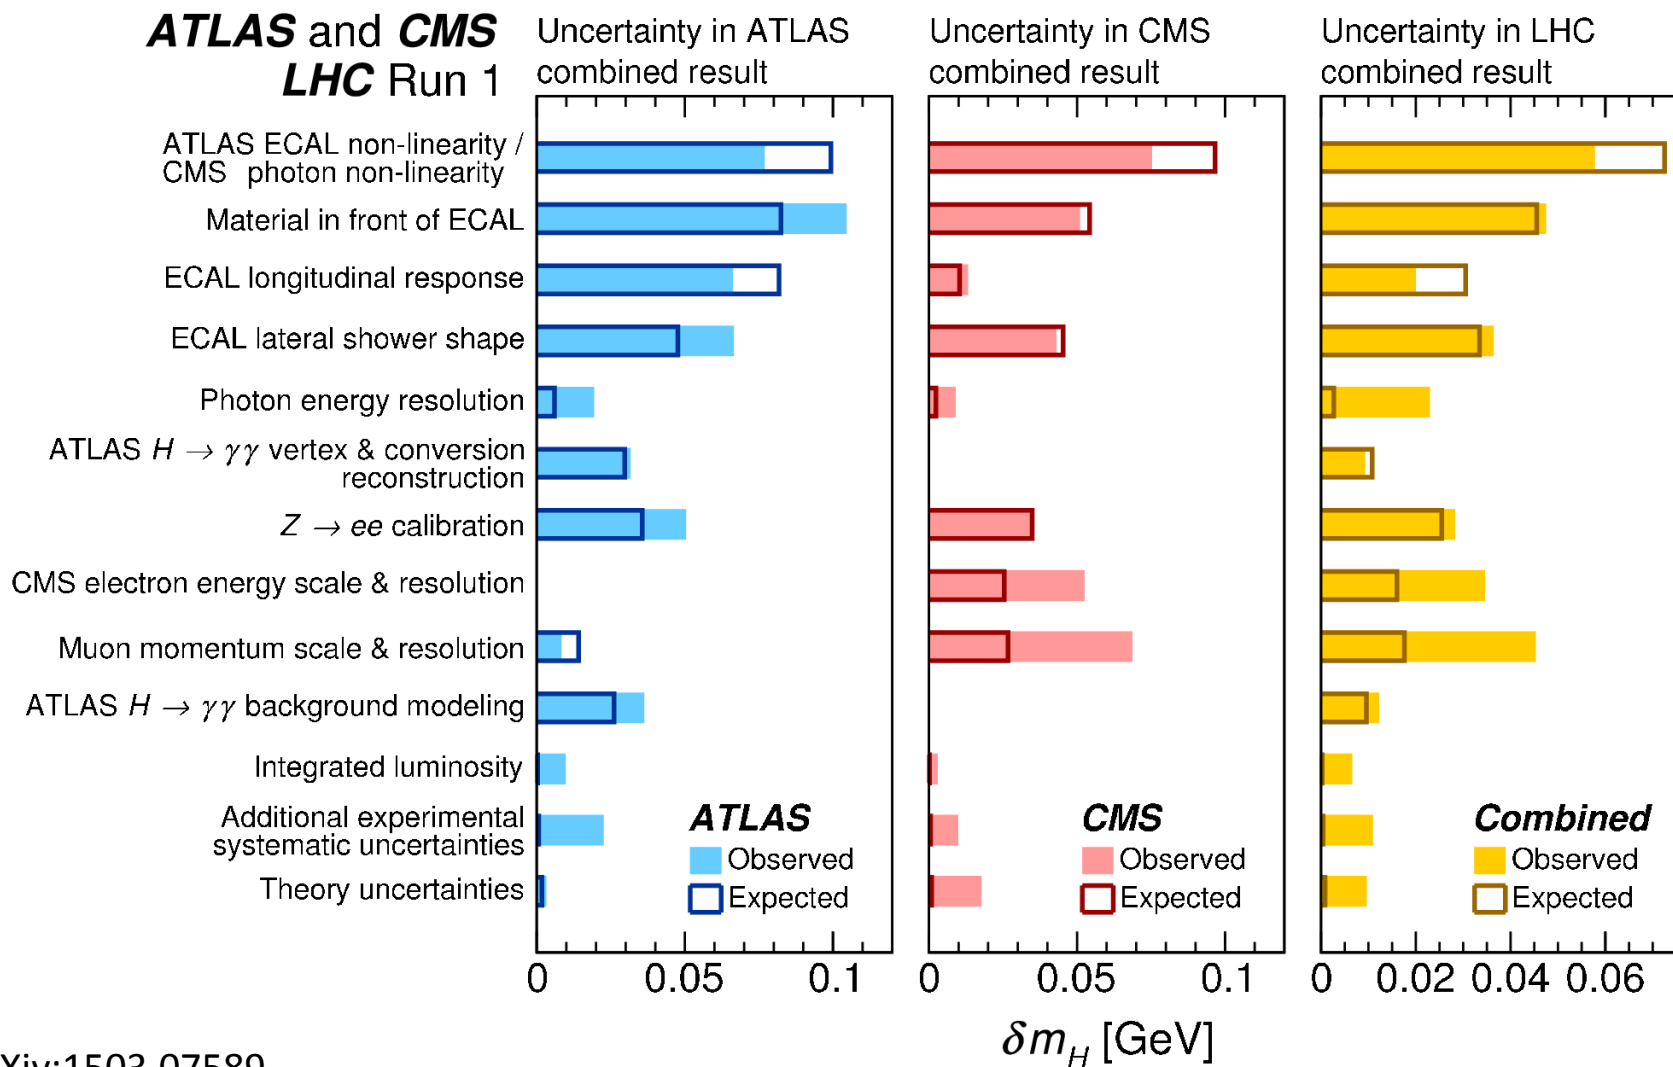 ATLAS and CMS
LHC Run 1
Uncertainty in ATLAS
combined result
Uncertainty in CMS
combined result
Uncertainty in LHC
combined result
ATLAS ECAL non-linearity /
CMS photon non-linearity
Material in front of ECAL
ECAL longitudinal response
ECAL lateral shower shape
Photon energy resolution
ATLAS H → γγ vertex & conversion
reconstruction
Z → ee calibration
CMS electron energy scale & resolution
Muon momentum scale & resolution
ATLAS H → γγ background modeling
Integrated luminosity
Additional experimental
systematic uncertainties
Theory uncertainties
ATLAS
Observed
Expected
CMS
Observed
Expected
Combined
Observed
Expected
0 0.05 0.1
0 0.05 0.1
0 0.02 0.04 0.06
δm_H [GeV]
Xiv:1503.07589